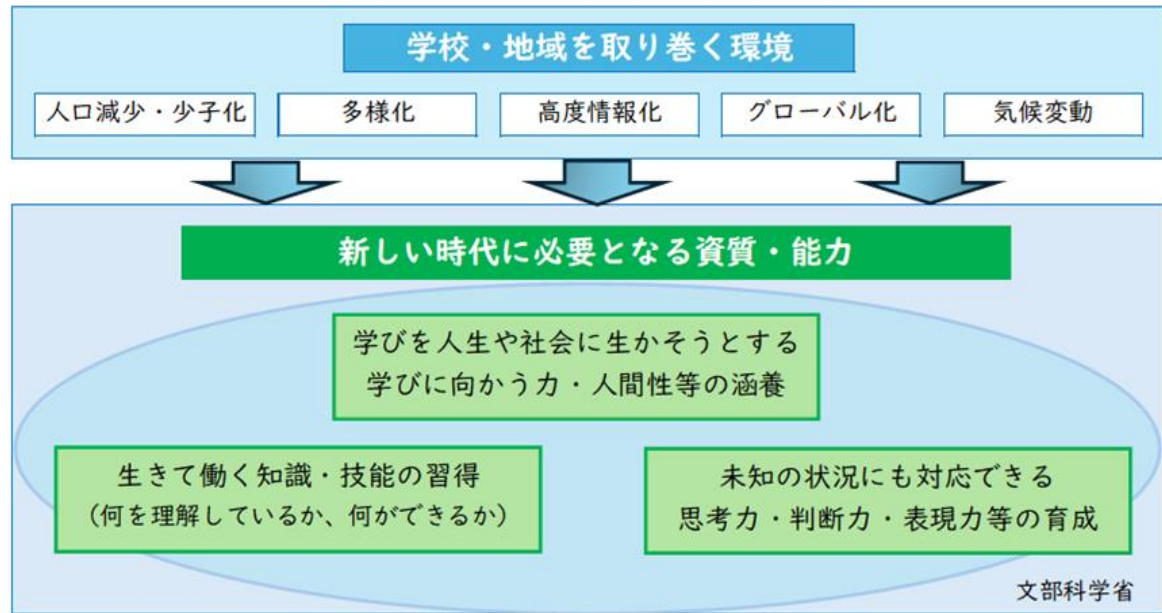 学校・地域を取り巻く環境
人口減少・少子化
多様化
高度情報化
グローバル化
気候変動
新しい時代に必要となる資質・能力
学びを人生や社会に生かそうとする
学びに向かう力・人間性等の涵養
生きて働く知識・技能の習得
（何を理解しているか、何ができるか）
未知の状況にも対応できる
思考力・判断力・表現力等の育成
文部科学省